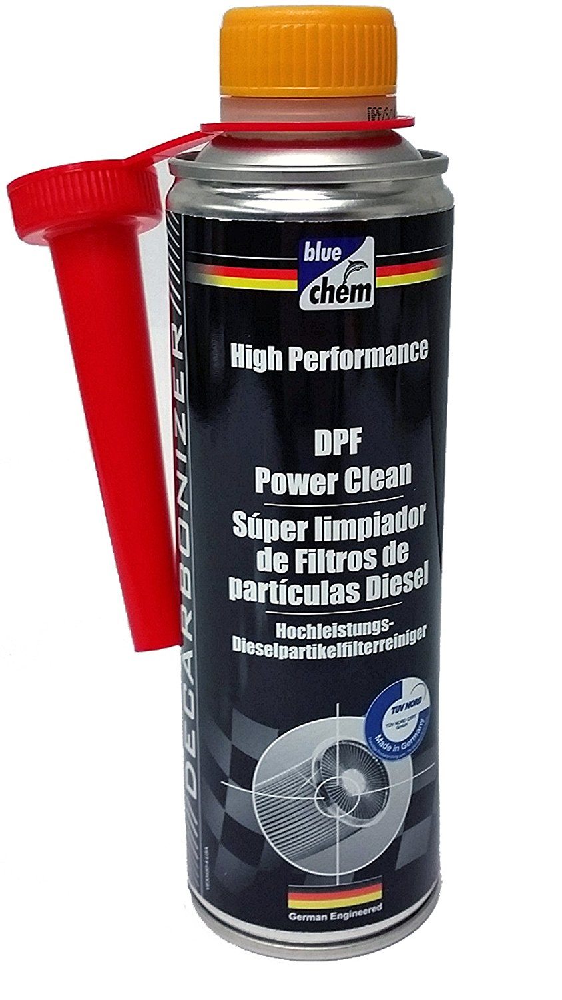 DPF
blue
chem
High Performance
DPF
Power Clean
Súper limpiador
de Filtros de
partículas Diesel
Hochleistungs-
Dieselpartikelfilterreiniger
DECARBONIZER
TÜV NORD
TÜV NORD CERT
GmbH
Made in Germany
German Engineered